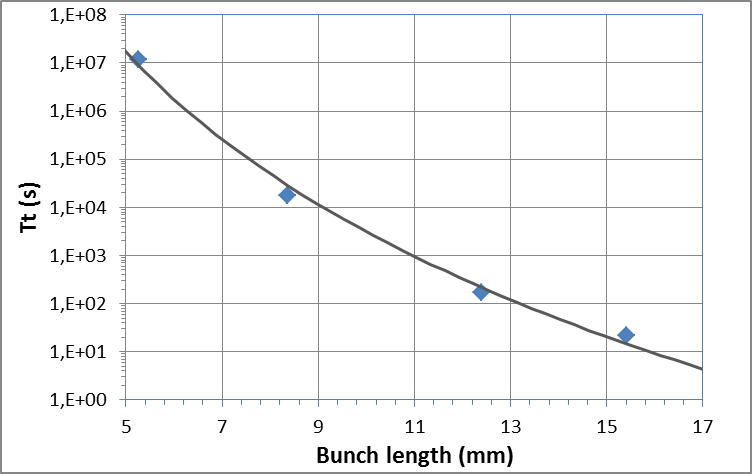 1,E+08
1,E+07
1,E+06
1,E+05
1,E+04
1,E+03
1,E+02
1,E+01
1,E+00
Tt (s)
5 7 9 11 13 15 17
Bunch length (mm)